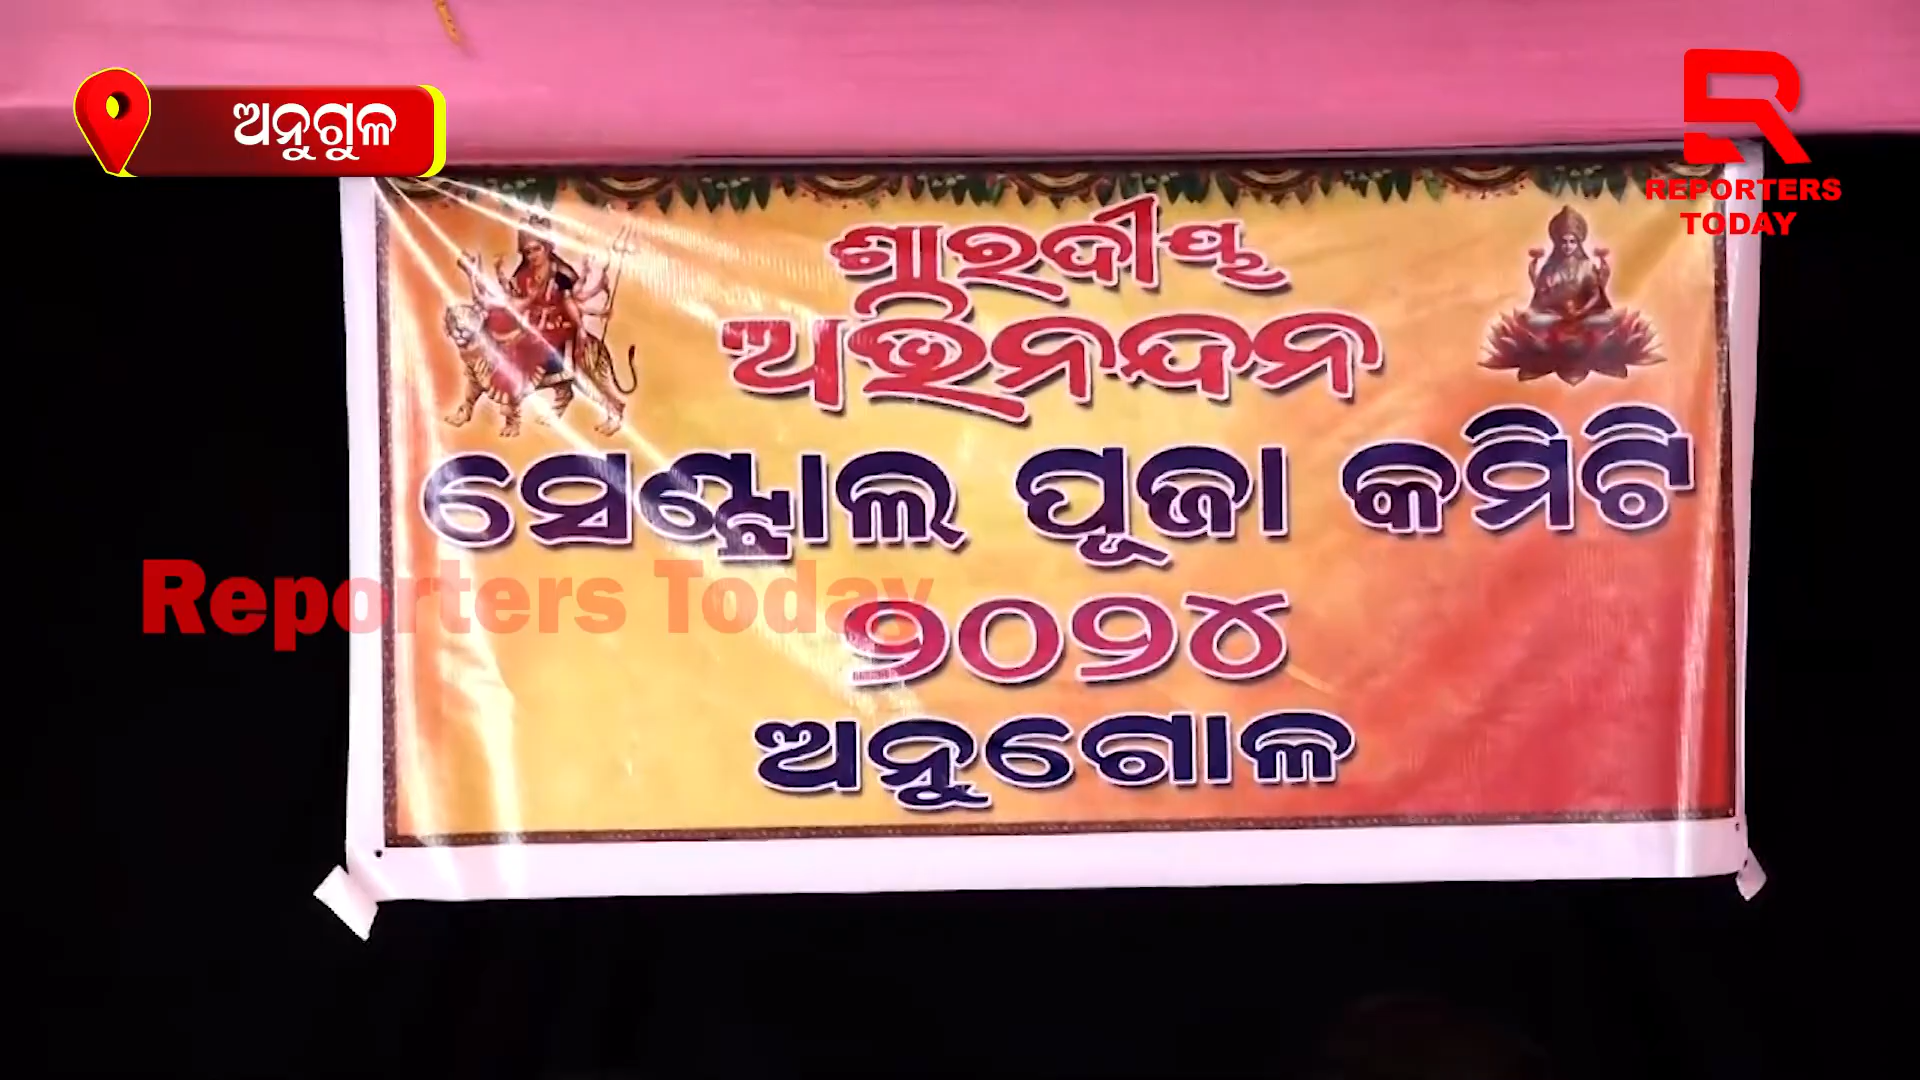 ଅନୁଗୁଳ
REPORTERS
TODAY
ଶାରଦୀୟ
ଅଭିନନ୍ଦନ
ସେଣ୍ଟ୍ରାଲ ପୂଜା କମିଟି
Reporters Today
୨୦୨୪
ଅନୁଗୋଳ